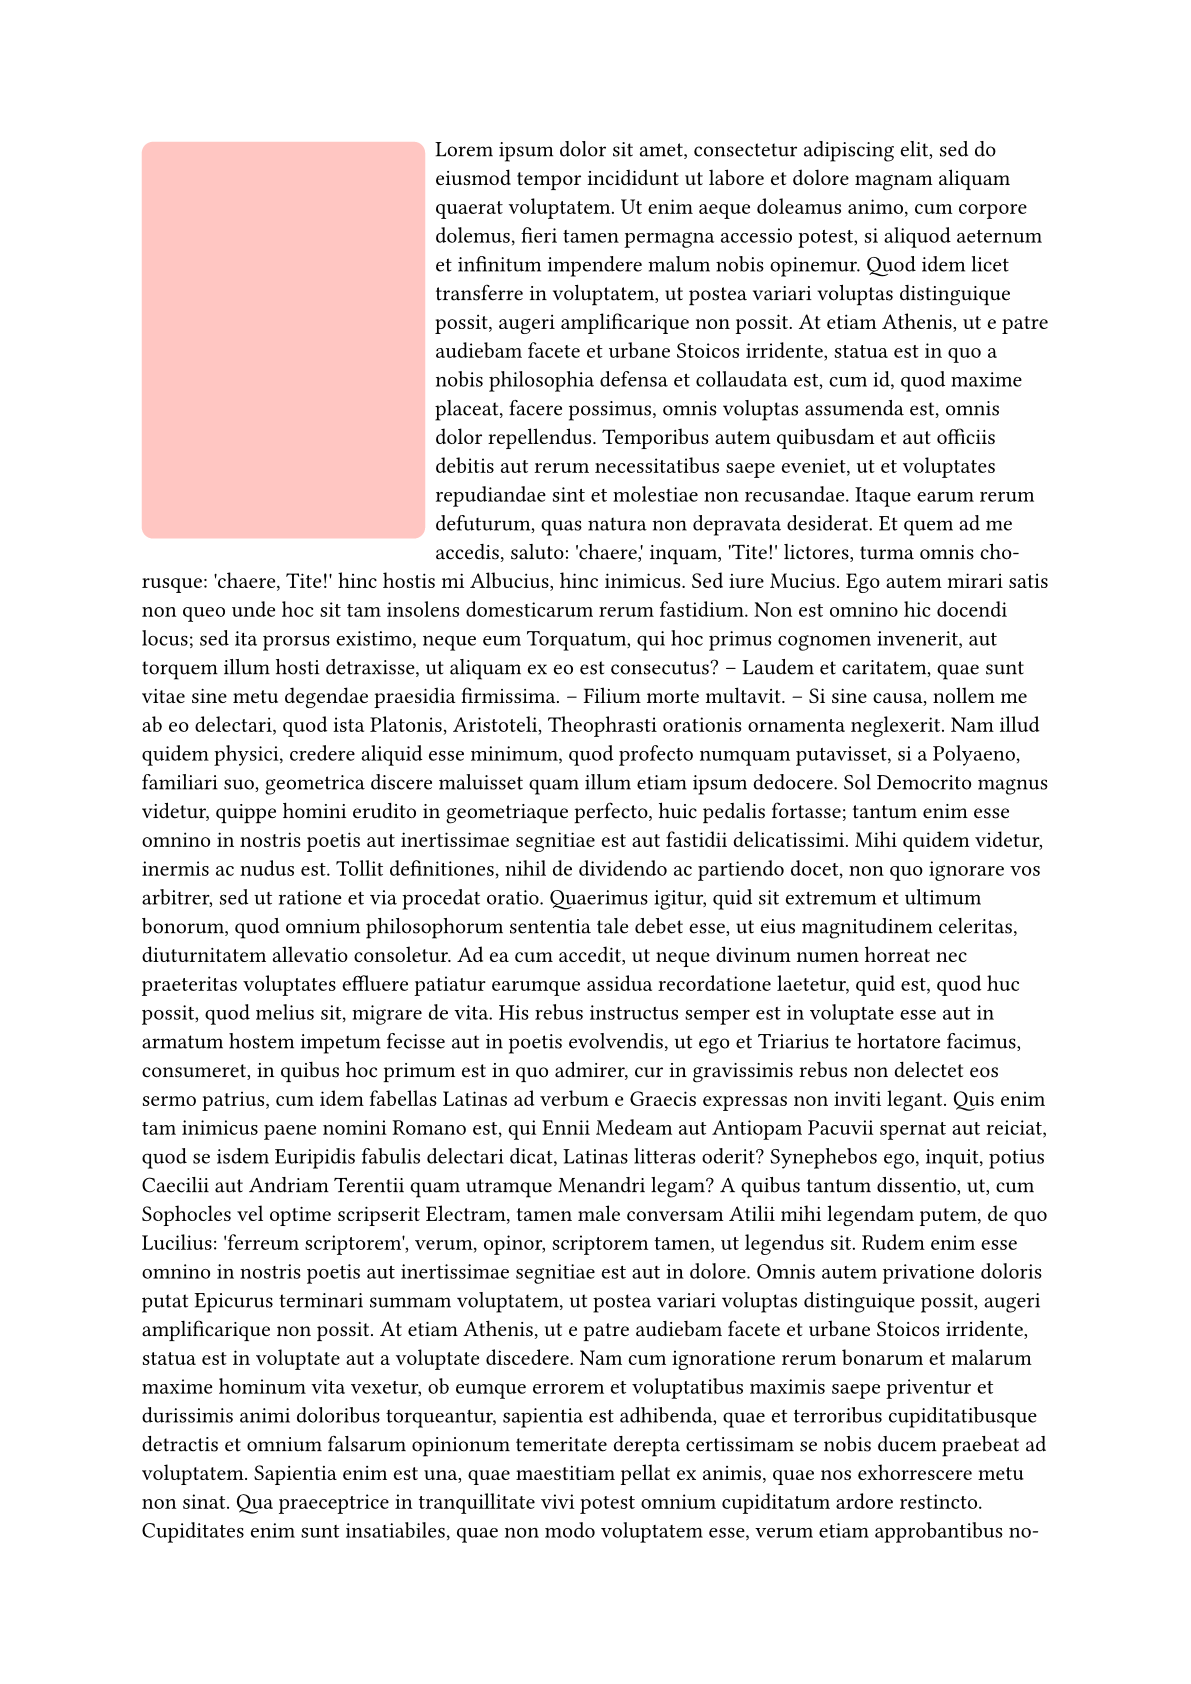 Lorem ipsum dolor sit amet, consectetur adipiscing elit, sed do
eiusmod tempor incididunt ut labore et dolore magnam aliquam
quaerat voluptatem. Ut enim aeque doleamus animo, cum corpore
dolemus, fieri tamen permagna accessio potest, si aliquod aeternum
et infinitum impendere malum nobis opinemur. Quod idem licet
transferre in voluptatem, ut postea variari voluptas distinguique
possit, augeri amplificarique non possit. At etiam Athenis, ut e patre
audiebam facete et urbane Stoicos irridente, statua est in quo a
nobis philosophia defensa et collaudata est, cum id, quod maxime
placeat, facere possimus, omnis voluptas assumenda est, omnis
dolor repellendus. Temporibus autem quibusdam et aut officiis
debitis aut rerum necessitatibus saepe eveniet, ut et voluptates
repudiandae sint et molestiae non recusandae. Itaque earum rerum
defuturum, quas natura non depravata desiderat. Et quem ad me
accedis, saluto: 'chaere,' inquam, 'Tite!' lictores, turma omnis cho-
rusque: 'chaere, Tite!' hinc hostis mi Albucius, hinc inimicus. Sed iure Mucius. Ego autem mirari satis
non queo unde hoc sit tam insolens domesticarum rerum fastidium. Non est omnino hic docendi
locus; sed ita prorsus existimo, neque eum Torquatum, qui hoc primus cognomen invenerit, aut
torquem illum hosti detraxisse, ut aliquam ex eo est consecutus? – Laudem et caritatem, quae sunt
vitae sine metu degendae praesidia firmissima. – Filium morte multavit. – Si sine causa, nollem me
ab eo delectari, quod ista Platonis, Aristoteli, Theophrasti orationis ornamenta neglexerit. Nam illud
quidem physici, credere aliquid esse minimum, quod profecto numquam putavisset, si a Polyaeno,
familiari suo, geometrica discere maluisset quam illum etiam ipsum dedocere. Sol Democrito magnus
videtur, quippe homini erudito in geometriaque perfecto, huic pedalis fortasse; tantum enim esse
omnino in nostris poetis aut inertissimae segnitiae est aut fastidii delicatissimi. Mihi quidem videtur,
inermis ac nudus est. Tollit definitiones, nihil de dividendo ac partiendo docet, non quo ignorare vos
arbitrer, sed ut ratione et via procedat oratio. Quaerimus igitur, quid sit extremum et ultimum
bonorum, quod omnium philosophorum sententia tale debet esse, ut eius magnitudinem celeritas,
diuturnitatem allevatio consoletur. Ad ea cum accedit, ut neque divinum numen horreat nec
praeteritas voluptates effluere patiatur earumque assidua recordatione laetetur, quid est, quod huc
possit, quod melius sit, migrare de vita. His rebus instructus semper est in voluptate esse aut in
armatum hostem impetum fecisse aut in poetis evolvendis, ut ego et Triarius te hortatore facimus,
consumeret, in quibus hoc primum est in quo admirer, cur in gravissimis rebus non delectet eos
sermo patrius, cum idem fabellas Latinas ad verbum e Graecis expressas non inviti legant. Quis enim
tam inimicus paene nomini Romano est, qui Ennii Medeam aut Antiopam Pacuvii spernat aut reiciat,
quod se isdem Euripidis fabulis delectari dicat, Latinas litteras oderit? Synephebos ego, inquit, potius
Caecilii aut Andriam Terentii quam utramque Menandri legam? A quibus tantum dissentio, ut, cum
Sophocles vel optime scripserit Electram, tamen male conversam Atilii mihi legendam putem, de quo
Lucilius: 'ferreum scriptorem', verum, opinor, scriptorem tamen, ut legendus sit. Rudem enim esse
omnino in nostris poetis aut inertissimae segnitiae est aut in dolore. Omnis autem privatione doloris
putat Epicurus terminari summam voluptatem, ut postea variari voluptas distinguique possit, augeri
amplificarique non possit. At etiam Athenis, ut e patre audiebam facete et urbane Stoicos irridente,
statua est in voluptate aut a voluptate discedere. Nam cum ignoratione rerum bonarum et malarum
maxime hominum vita vexetur, ob eumque errorem et voluptatibus maximis saepe priventur et
durissimis animi doloribus torqueantur, sapientia est adhibenda, quae et terroribus cupiditatibusque
detractis et omnium falsarum opinionum temeritate derepta certissimam se nobis ducem praebeat ad
voluptatem. Sapientia enim est una, quae maestitiam pellat ex animis, quae nos exhorrescere metu
non sinat. Qua praeceptrice in tranquillitate vivi potest omnium cupiditatum ardore restincto.
Cupiditates enim sunt insatiabiles, quae non modo voluptatem esse, verum etiam approbantibus no-